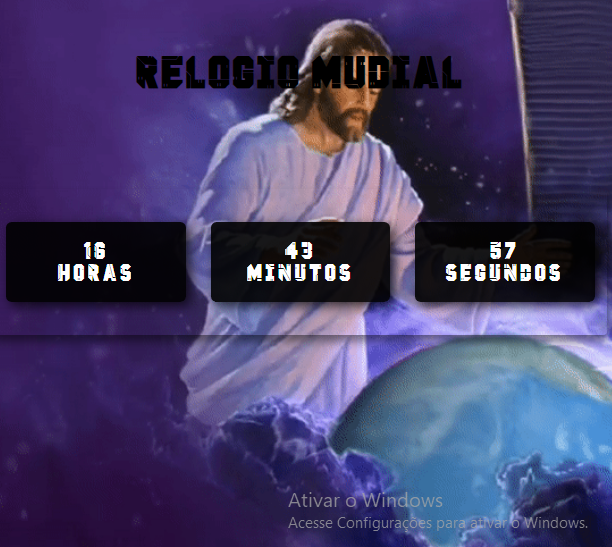 RELOGIO MUDIAL
16 43 57
HORAS MINUTOS SEGUNDOS
Ativar o Windows
Acesse Configurações para ativar o Windows.